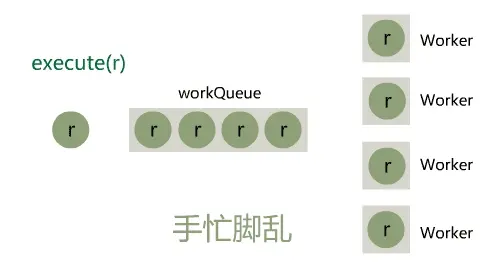 execute(r)
workQueue
r
r r r r
r Worker
r Worker
r Worker
r Worker
手忙脚乱